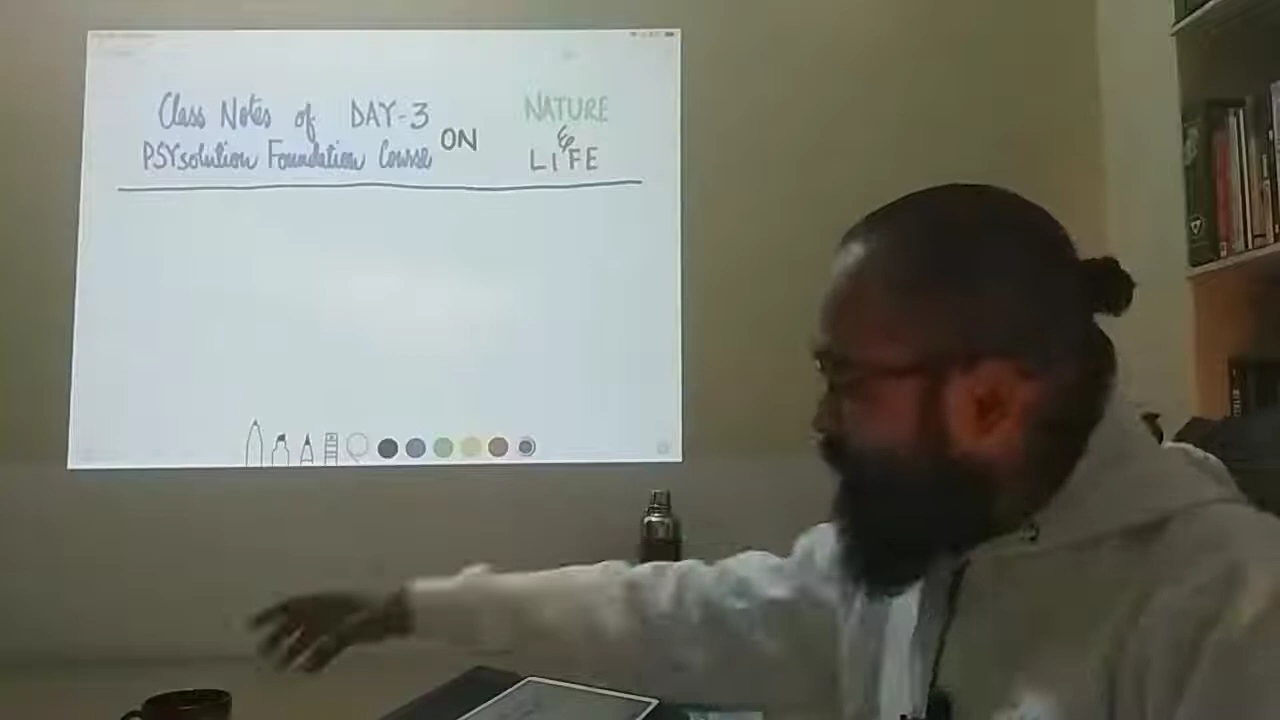 Class Notes of DAY-3
PSYsolution Foundation Course
ON
NATURE
&
LIFE